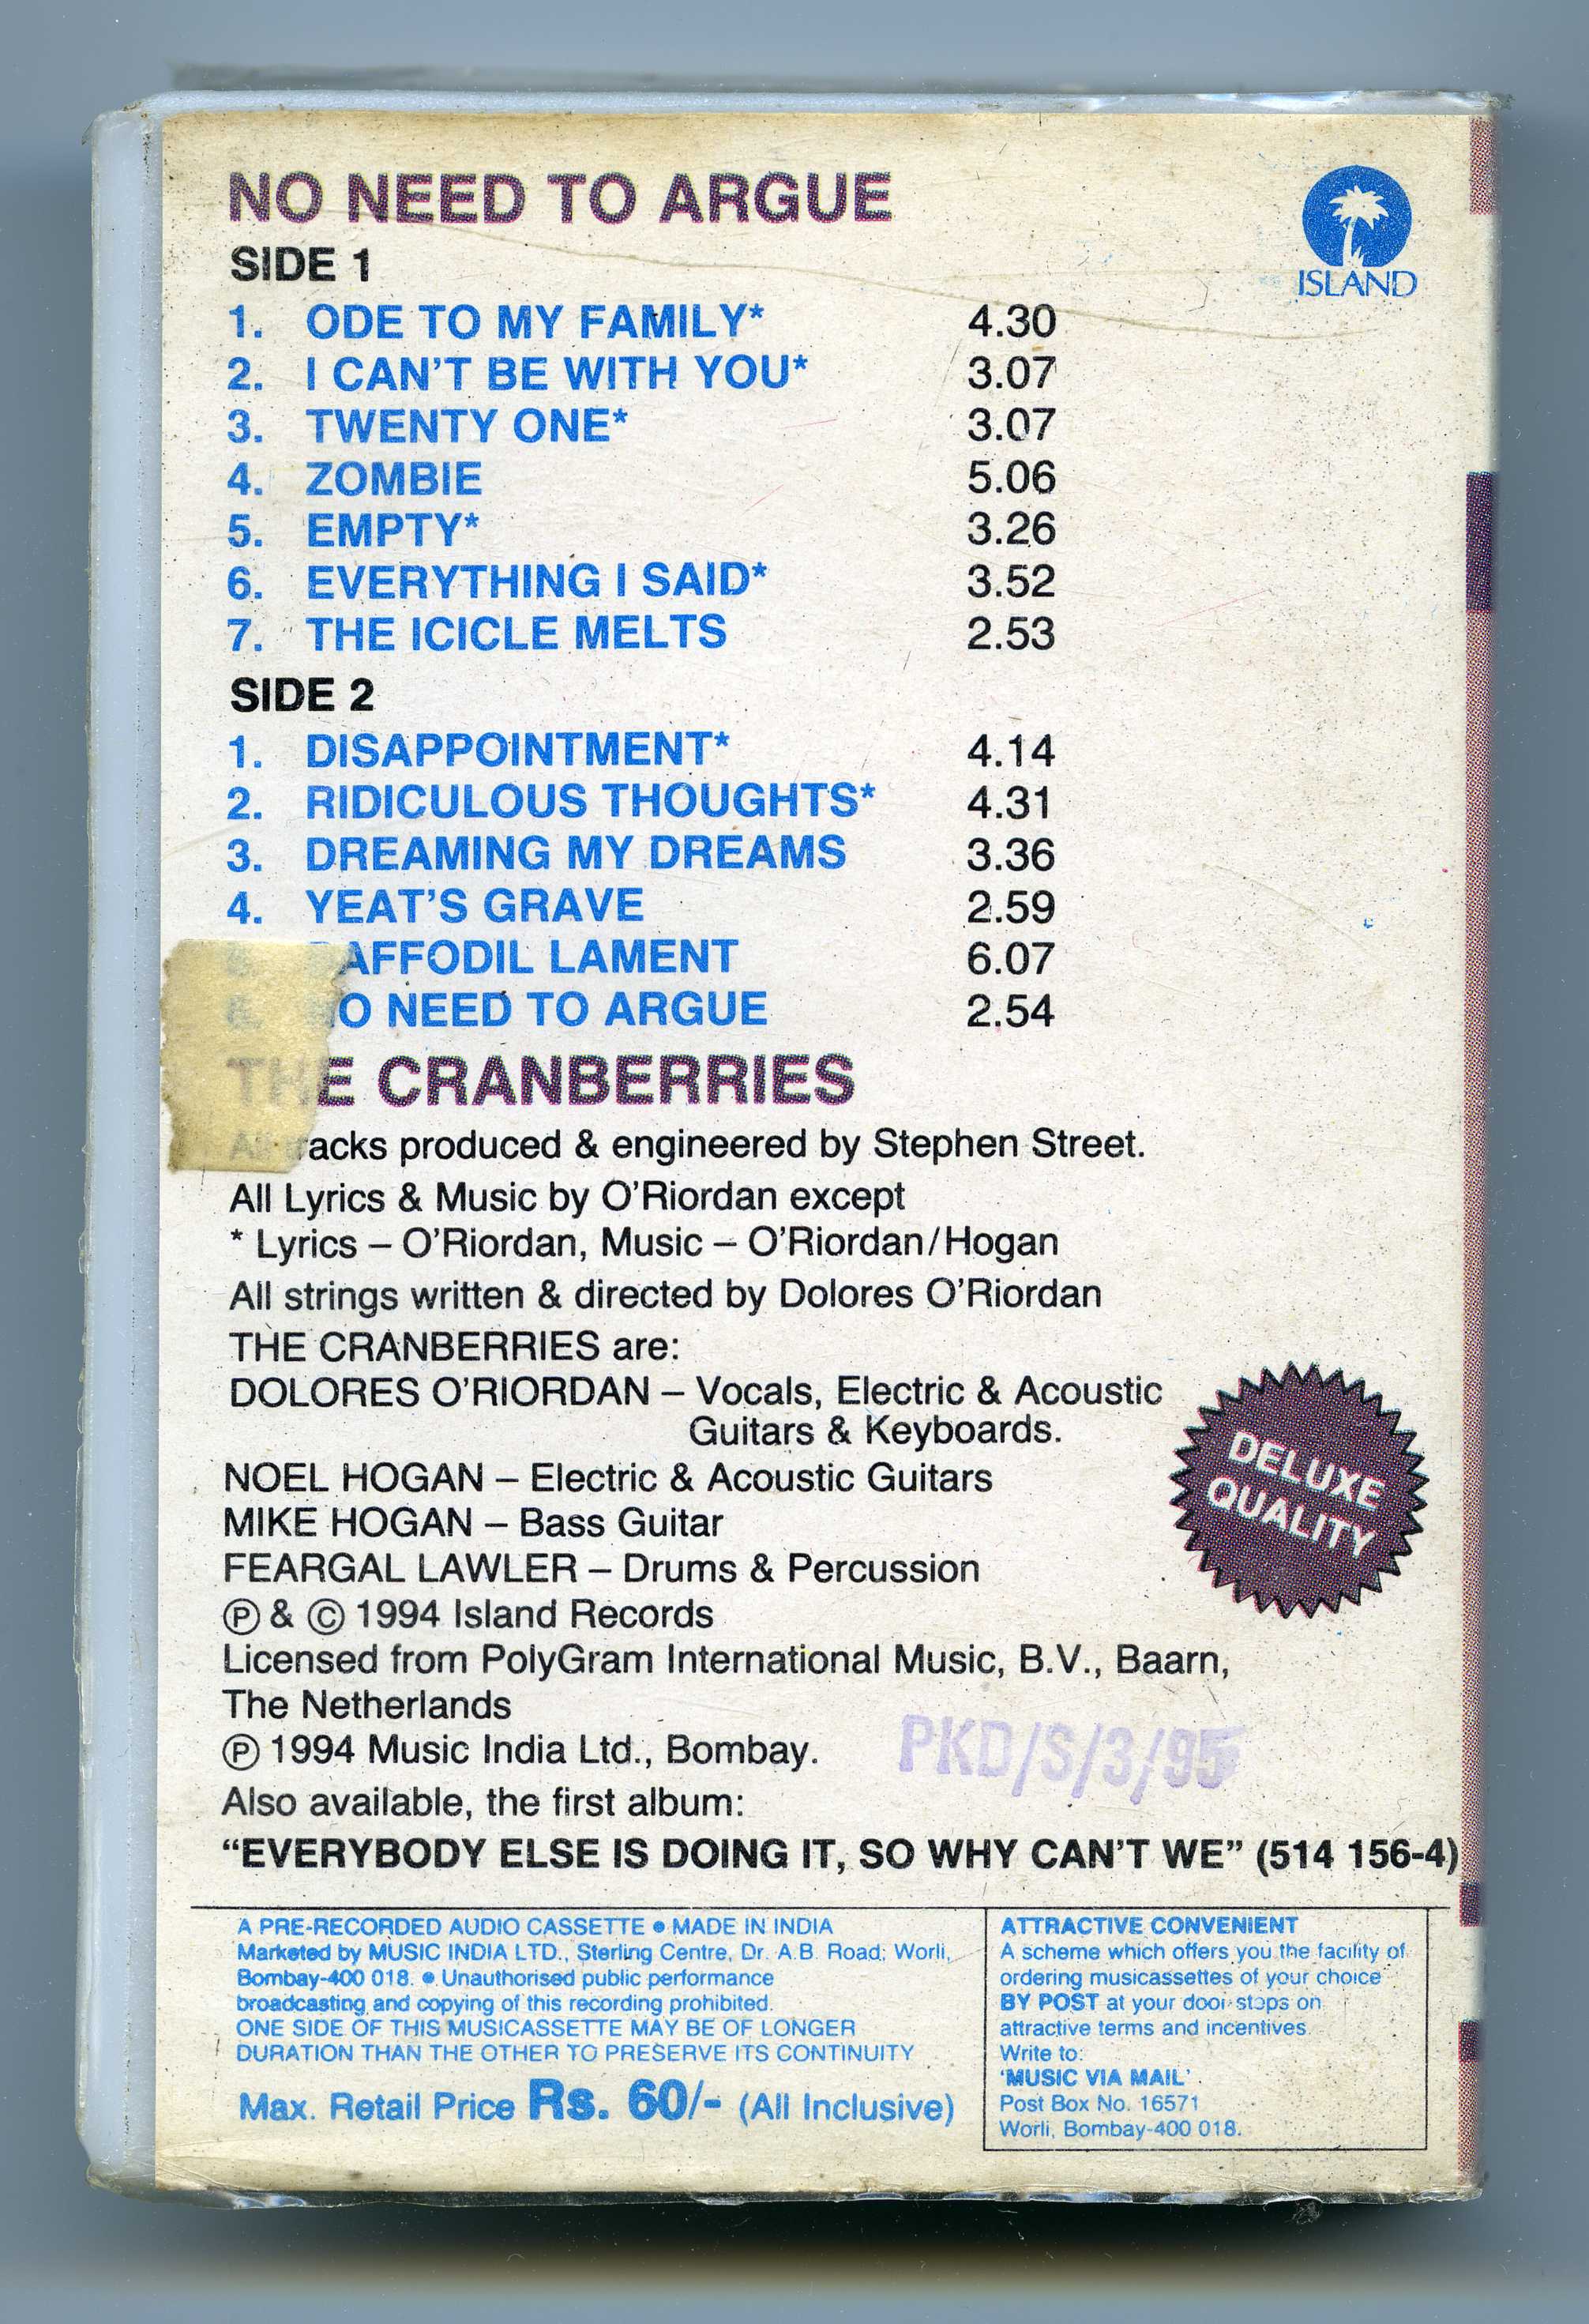 NO NEED TO ARGUE
ISLAND
SIDE 1
1. ODE TO MY FAMILY* 4.30
2. I CAN'T BE WITH YOU* 3.07
3. TWENTY ONE* 3.07
4. ZOMBIE 5.06
5. EMPTY* 3.26
6. EVERYTHING I SAID* 3.52
7. THE ICICLE MELTS 2.53
SIDE 2
1. DISAPPOINTMENT* 4.14
2. RIDICULOUS THOUGHTS* 4.31
3. DREAMING MY DREAMS 3.36
4. YEAT'S GRAVE 2.59
5. DAFFODIL LAMENT 6.07
6. NO NEED TO ARGUE 2.54
THE CRANBERRIES
All tracks produced & engineered by Stephen Street.
All Lyrics & Music by O'Riordan except
* Lyrics – O'Riordan, Music – O'Riordan/Hogan
All strings written & directed by Dolores O'Riordan
THE CRANBERRIES are:
DOLORES O'RIORDAN – Vocals, Electric & Acoustic
Guitars & Keyboards.
DELUXE
QUALITY
NOEL HOGAN – Electric & Acoustic Guitars
MIKE HOGAN – Bass Guitar
FEARGAL LAWLER – Drums & Percussion
Ⓟ & © 1994 Island Records
Licensed from PolyGram International Music, B.V., Baarn,
The Netherlands
Ⓟ 1994 Music India Ltd., Bombay.
PKD/S/3/95
Also available, the first album:
"EVERYBODY ELSE IS DOING IT, SO WHY CAN'T WE" (514 156-4)
A PRE-RECORDED AUDIO CASSETTE ● MADE IN INDIA
Marketed by MUSIC INDIA LTD., Sterling Centre, Dr. A.B. Road, Worli,
Bombay-400 018. ● Unauthorised public performance
broadcasting and copying of this recording prohibited.
ONE SIDE OF THIS MUSICASSETTE MAY BE OF LONGER
DURATION THAN THE OTHER TO PRESERVE ITS CONTINUITY
Max. Retail Price Rs. 60/- (All Inclusive)
ATTRACTIVE CONVENIENT
A scheme which offers you the facility of
ordering musicassettes of your choice
BY POST at your door steps on
attractive terms and incentives.
Write to:
'MUSIC VIA MAIL'
Post Box No. 16571
Worli, Bombay-400 018.